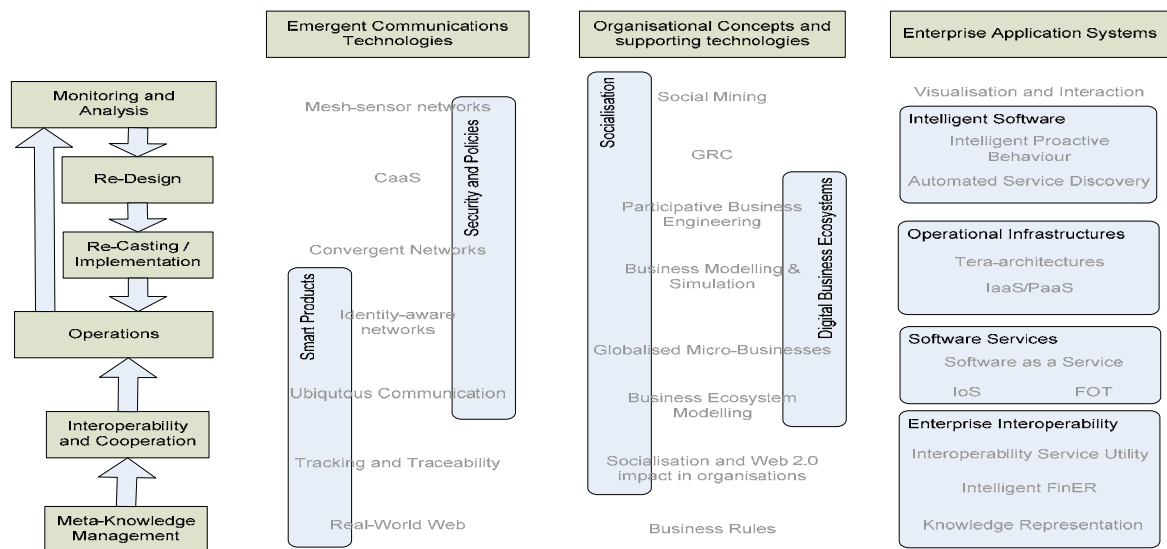 Emergent Communications
Technologies
Organisational Concepts and
supporting technologies
Enterprise Application Systems
Monitoring and
Analysis
Re-Design
Re-Casting /
Implementation
Operations
Interoperability
and Cooperation
Meta-Knowledge
Management
Mesh-sensor networks
CaaS
Convergent Networks
Identity-aware
networks
Ubiqutous Communication
Tracking and Traceability
Real-World Web
Smart Products
Security and Policies
Socialisation
Social Mining
GRC
Participative Business
Engineering
Business Modelling &
Simulation
Globalised Micro-Businesses
Business Ecosystem
Modelling
Socialisation and Web 2.0
impact in organisations
Business Rules
Digital Business Ecosystems
Visualisation and Interaction
Intelligent Software
Intelligent Proactive
Behaviour
Automated Service Discovery
Operational Infrastructures
Tera-architectures
IaaS/PaaS
Software Services
Software as a Service
IoS FOT
Enterprise Interoperability
Interoperability Service Utility
Intelligent FinER
Knowledge Representation